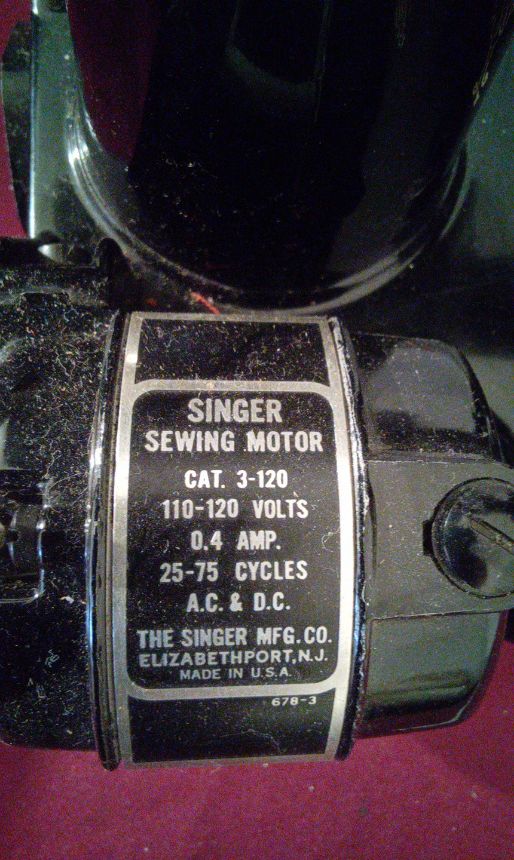 SINGER
SEWING MOTOR
CAT. 3-120
110-120 VOLTS
0.4 AMP.
25-75 CYCLES
A.C. & D.C.
THE SINGER MFG. CO.
ELIZABETHPORT, N.J.
MADE IN U.S.A.
678-3